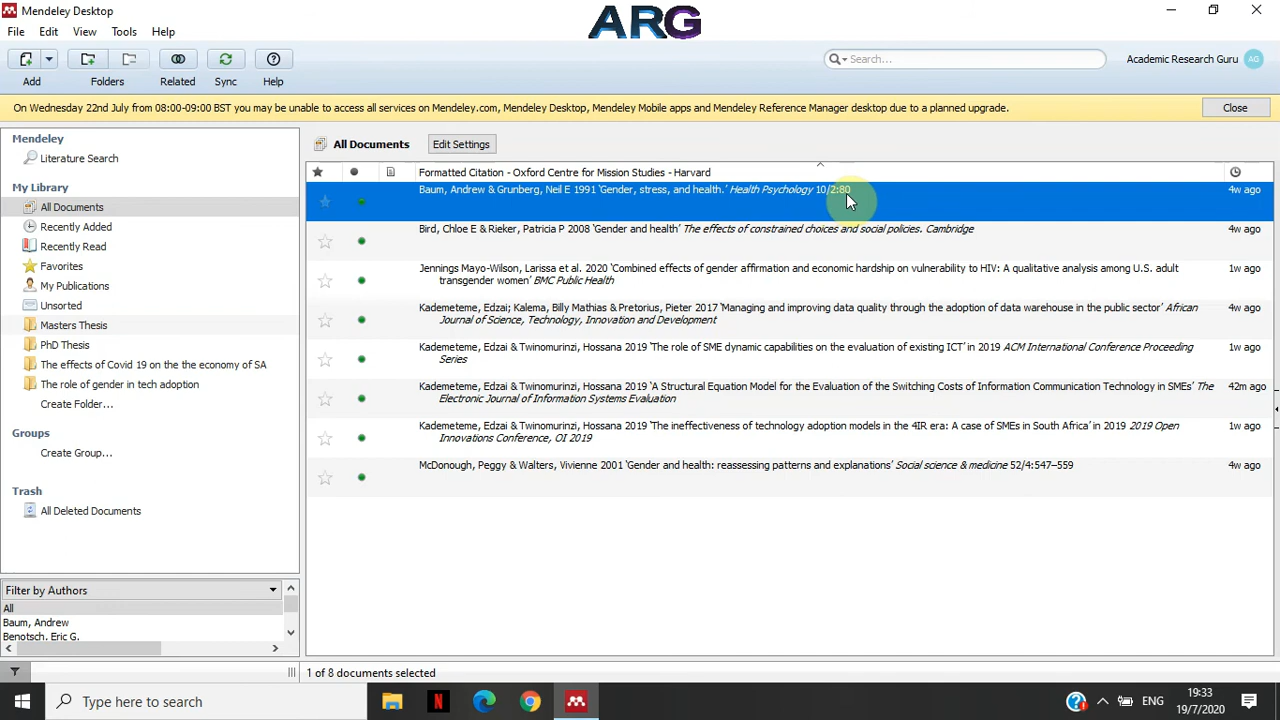 Mendeley Desktop
ARG
File Edit View Tools Help
Add Folders Related Sync Help
Search...
Academic Research Guru AG
On Wednesday 22nd July from 08:00-09:00 BST you may be unable to access all services on Mendeley.com, Mendeley Desktop, Mendeley Mobile apps and Mendeley Reference Manager desktop due to a planned upgrade.
Close
Mendeley
Literature Search
My Library
All Documents
Recently Added
Recently Read
Favorites
My Publications
Unsorted
Masters Thesis
PhD Thesis
The effects of Covid 19 on the the economy of SA
The role of gender in tech adoption
Create Folder...
Groups
Create Group...
Trash
All Deleted Documents
Filter by Authors
All
Baum, Andrew
Benotsch, Eric G.
All Documents Edit Settings
Formatted Citation - Oxford Centre for Mission Studies - Harvard
Baum, Andrew & Grunberg, Neil E 1991 'Gender, stress, and health.' Health Psychology 10/2:80 4w ago
Bird, Chloe E & Rieker, Patricia P 2008 'Gender and health' The effects of constrained choices and social policies. Cambridge 4w ago
Jennings Mayo-Wilson, Larissa et al. 2020 'Combined effects of gender affirmation and economic hardship on vulnerability to HIV: A qualitative analysis among U.S. adult 1w ago
transgender women' BMC Public Health
Kademeteme, Edzai; Kalema, Billy Mathias & Pretorius, Pieter 2017 'Managing and improving data quality through the adoption of data warehouse in the public sector' African 4w ago
Journal of Science, Technology, Innovation and Development
Kademeteme, Edzai & Twinomurinzi, Hossana 2019 'The role of SME dynamic capabilities on the evaluation of existing ICT' in 2019 ACM International Conference Proceeding 1w ago
Series
Kademeteme, Edzai & Twinomurinzi, Hossana 2019 'A Structural Equation Model for the Evaluation of the Switching Costs of Information Communication Technology in SMEs' The 42m ago
Electronic Journal of Information Systems Evaluation
Kademeteme, Edzai & Twinomurinzi, Hossana 2019 'The ineffectiveness of technology adoption models in the 4IR era: A case of SMEs in South Africa' in 2019 2019 Open 1w ago
Innovations Conference, OI 2019
McDonough, Peggy & Walters, Vivienne 2001 'Gender and health: reassessing patterns and explanations' Social science & medicine 52/4:547–559 4w ago
1 of 8 documents selected
Type here to search
ENG
19:33
19/7/2020